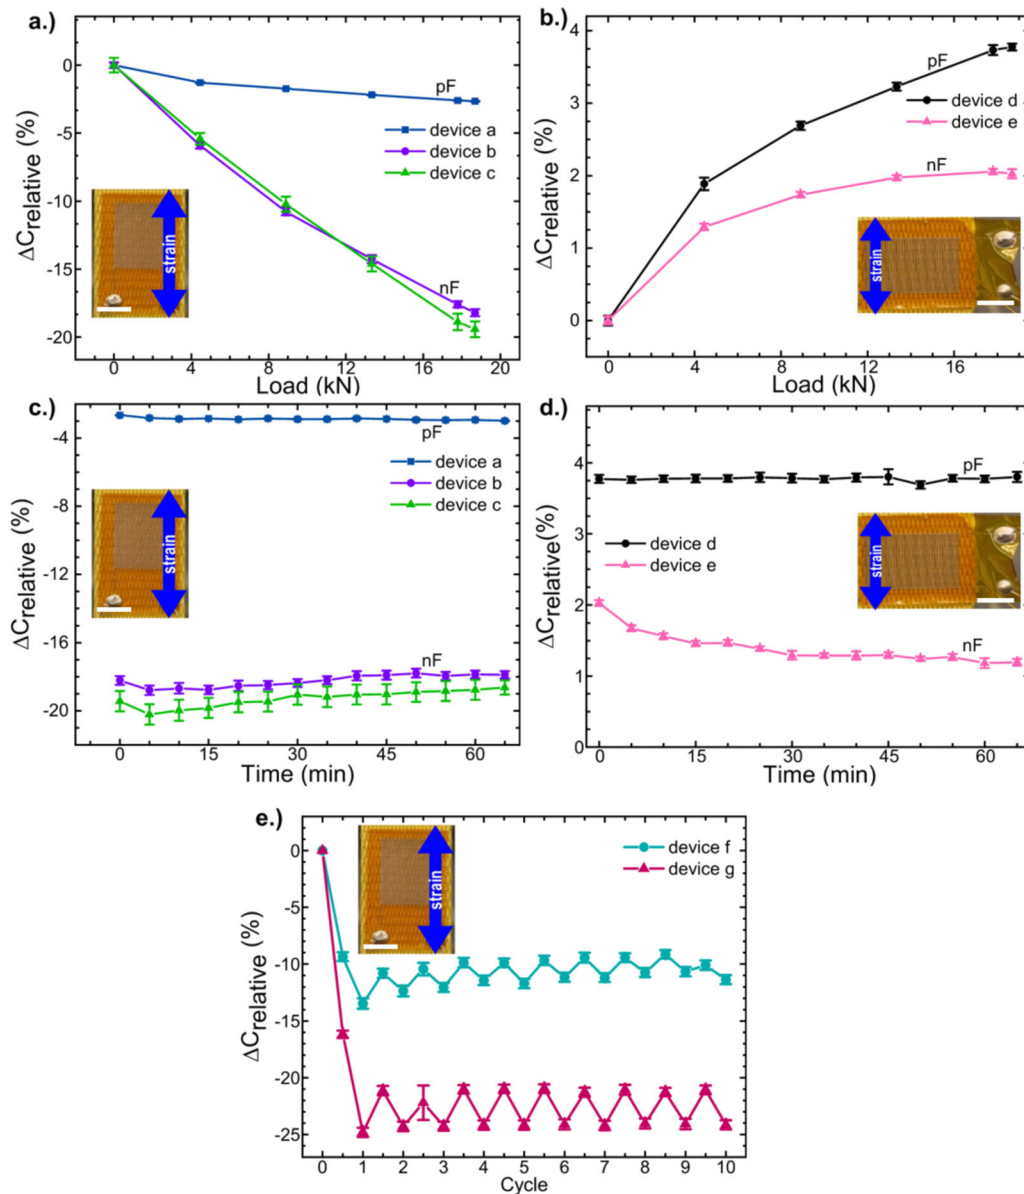 a.)
ΔCrelative (%)
0
-5
-10
-15
-20
pF
device a
device b
device c
nF
strain
0 4 8 12 16 18 20
Load (kN)
b.)
ΔCrelative (%)
4
3
2
1
0
pF
device d
device e
nF
strain
0 4 8 12 16
Load (kN)
c.)
ΔCrelative (%)
-4
-8
-12
-16
-20
pF
device a
device b
device c
nF
strain
0 15 30 45 60
Time (min)
d.)
ΔCrelative(%)
4
3
2
1
0
pF
device d
device e
nF
strain
0 15 30 45 60
Time (min)
e.)
ΔCrelative (%)
0
-5
-10
-15
-20
-25
device f
device g
strain
0 1 2 3 4 5 6 7 8 9 10
Cycle